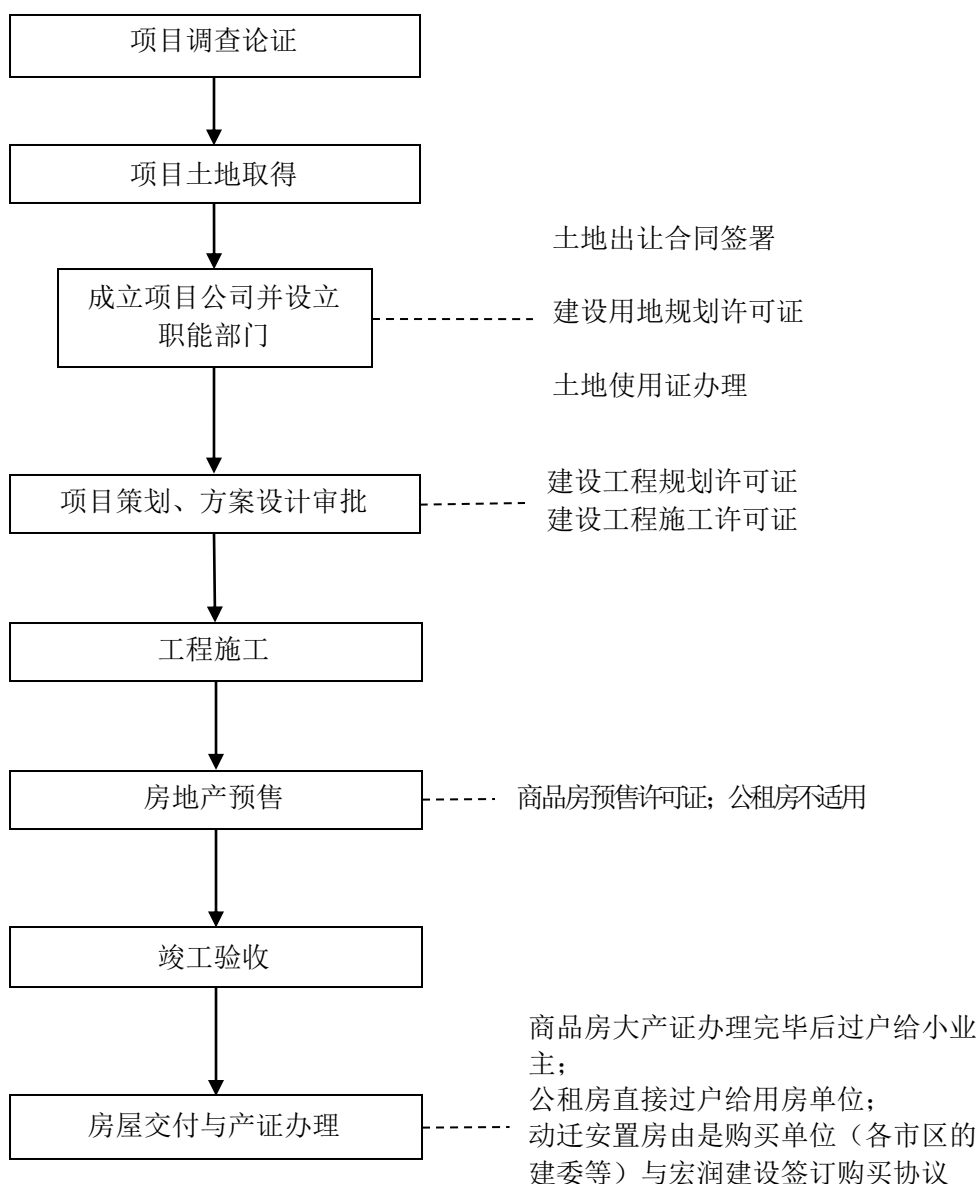 项目调查论证
项目土地取得
土地出让合同签署
成立项目公司并设立
职能部门
建设用地规划许可证
土地使用证办理
项目策划、方案设计审批
建设工程规划许可证
建设工程施工许可证
工程施工
房地产预售
商品房预售许可证；公租房不适用
竣工验收
房屋交付与产证办理
商品房大产证办理完毕后过户给小业
主；
公租房直接过户给用房单位；
动迁安置房由是购买单位（各市区的
建委等）与宏润建设签订购买协议